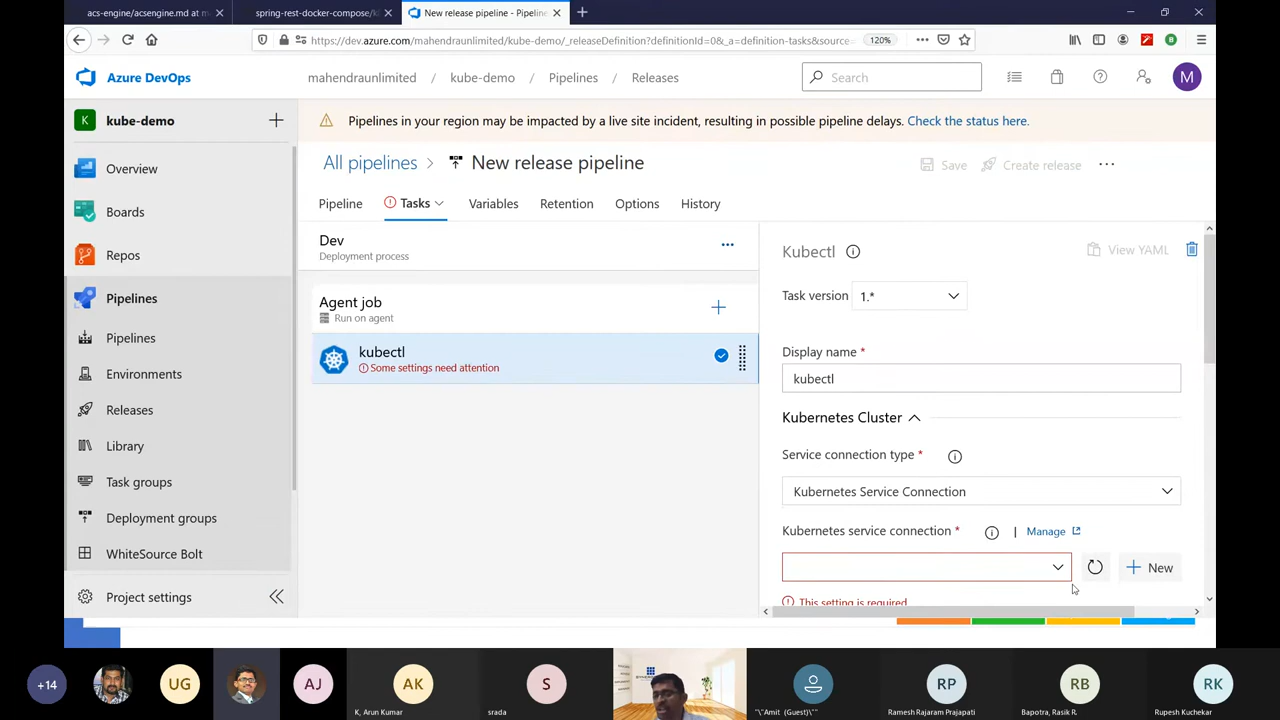 acs-engine/acsengine.md at m
spring-rest-docker-compose/k
New release pipeline - Pipeline
https://dev.azure.com/mahendraunlimited/kube-demo/_releaseDefinition?definitionId=0&_a=definition-tasks&source=
120%
Azure DevOps
mahendraunlimited / kube-demo / Pipelines / Releases
Search
M
K
kube-demo
Pipelines in your region may be impacted by a live site incident, resulting in possible pipeline delays. Check the status here.
Overview
Boards
Repos
Pipelines
Pipelines
Environments
Releases
Library
Task groups
Deployment groups
WhiteSource Bolt
Project settings
All pipelines > New release pipeline
Save
Create release
Pipeline
Tasks
Variables
Retention
Options
History
Dev
Deployment process
Agent job
Run on agent
kubectl
Some settings need attention
Kubectl
View YAML
Task version 1.*
Display name *
kubectl
Kubernetes Cluster
Service connection type *
Kubernetes Service Connection
Kubernetes service connection *
| Manage
New
This setting is required
+14
UG
AJ
AK
K, Arun Kumar
S
srada
"\"Amit (Guest)\""
RP
Ramesh Rajaram Prajapati
RB
Bapotra, Rasik R.
RK
Rupesh Kuchekar